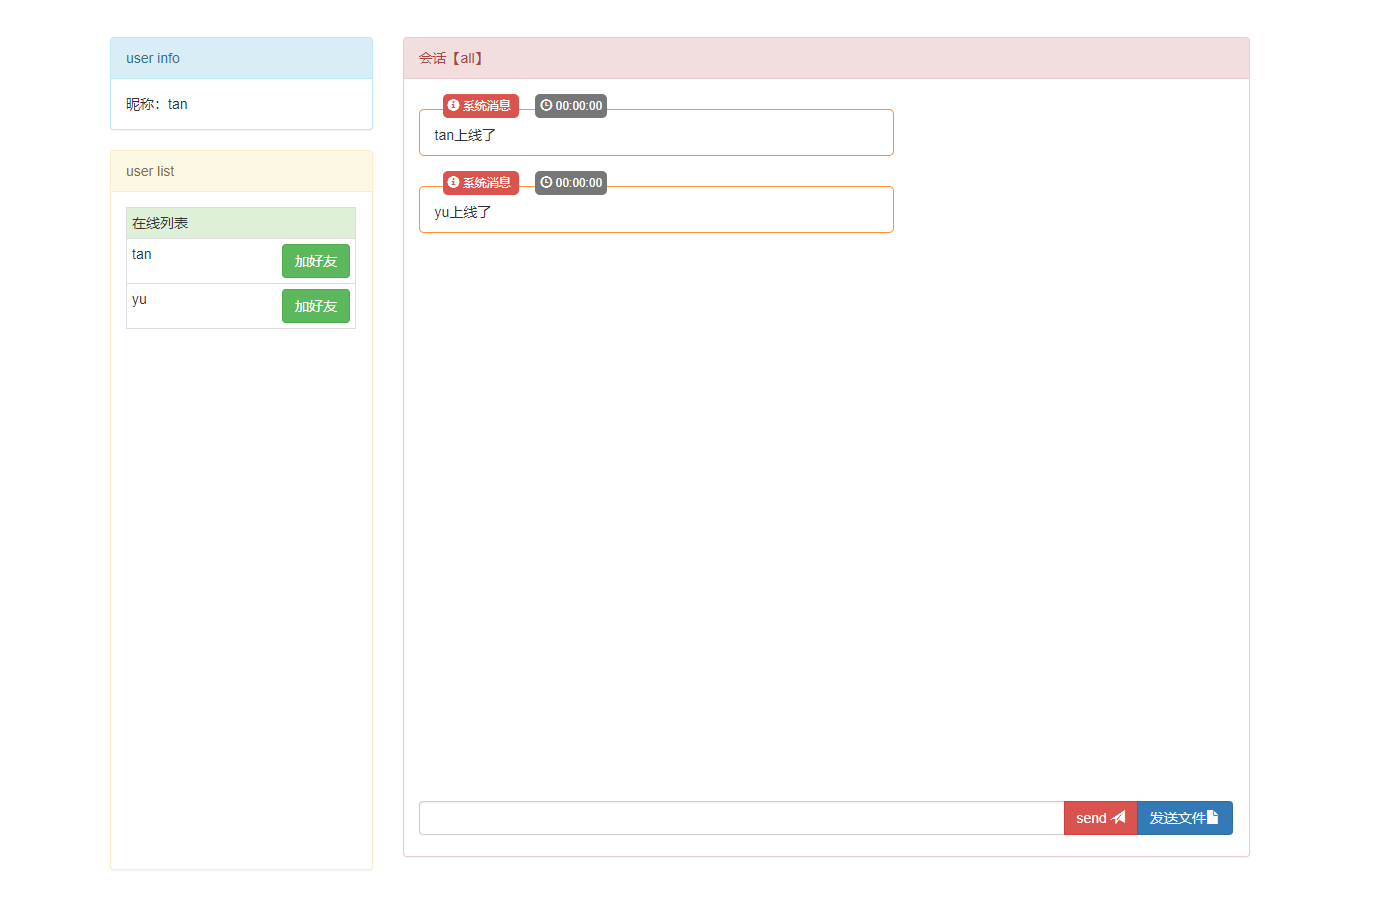 user info
昵称：tan
user list
在线列表
tan 加好友
yu 加好友
会话【all】
系统消息 00:00:00
tan上线了
系统消息 00:00:00
yu上线了
send 发送文件